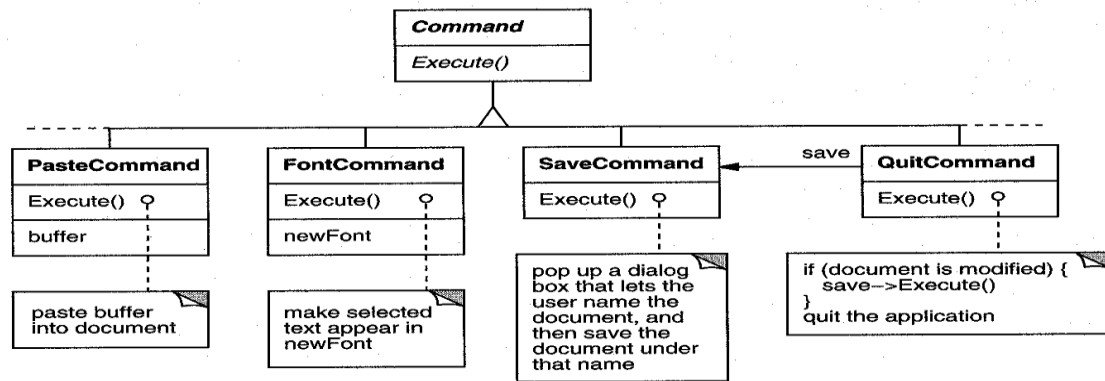 Command
Execute()
PasteCommand
Execute()
buffer
paste buffer
into document
FontCommand
Execute()
newFont
make selected
text appear in
newFont
SaveCommand
Execute()
pop up a dialog
box that lets the
user name the
document, and
then save the
document under
that name
save
QuitCommand
Execute()
if (document is modified) {
save–>Execute()
}
quit the application